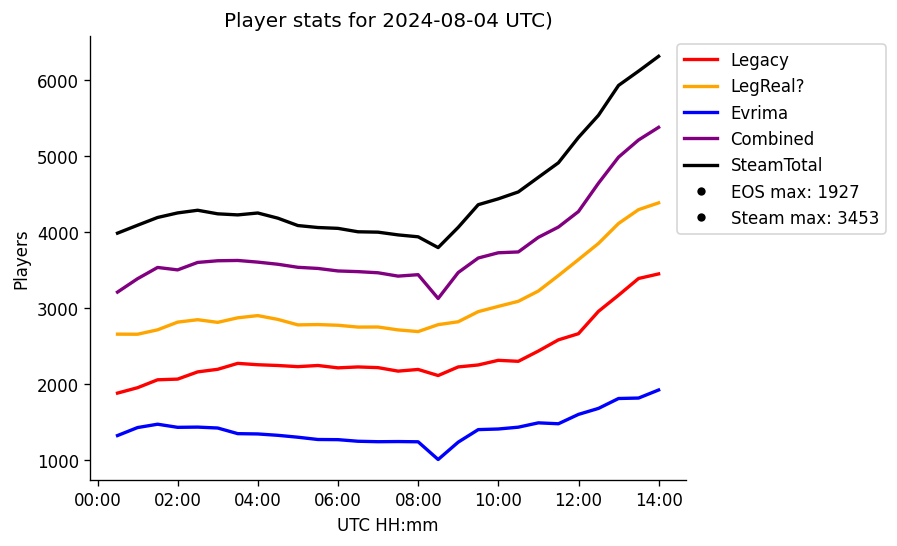 Player stats for 2024-08-04 UTC)
Legacy
LegReal?
Evrima
Combined
SteamTotal
EOS max: 1927
Steam max: 3453
Players
6000
5000
4000
3000
2000
1000
00:00 02:00 04:00 06:00 08:00 10:00 12:00 14:00
UTC HH:mm